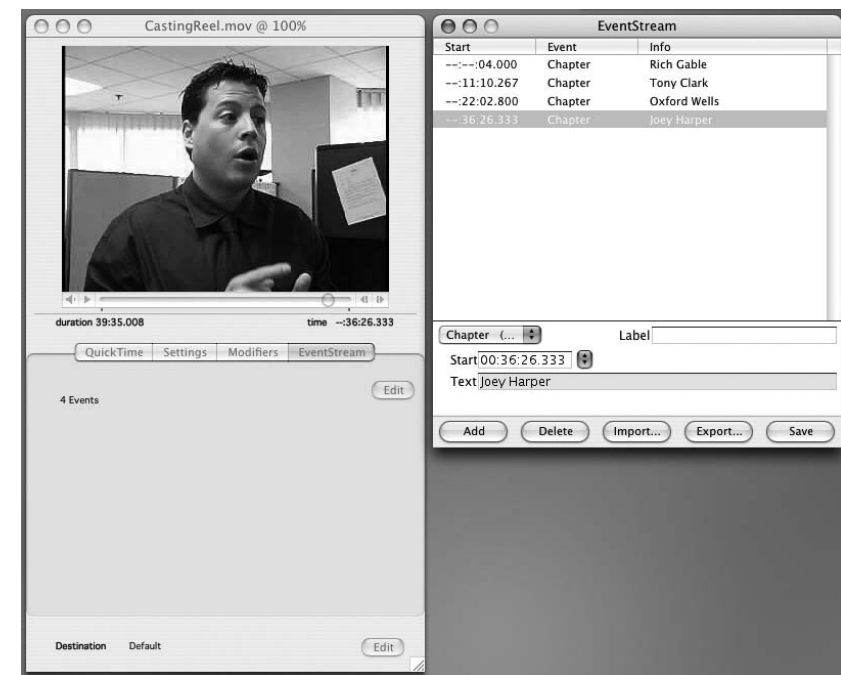 CastingReel.mov @ 100%
duration 39:35.008
time --:36:26.333
QuickTime Settings Modifiers EventStream
4 Events
Edit
Destination Default
Edit
EventStream
Start Event Info
--:--:04.000 Chapter Rich Gable
--:11:10.267 Chapter Tony Clark
--:22:02.800 Chapter Oxford Wells
--:36:26.333 Chapter Joey Harper
Chapter (...
Label
Start 00:36:26.333
Text Joey Harper
Add Delete Import... Export... Save